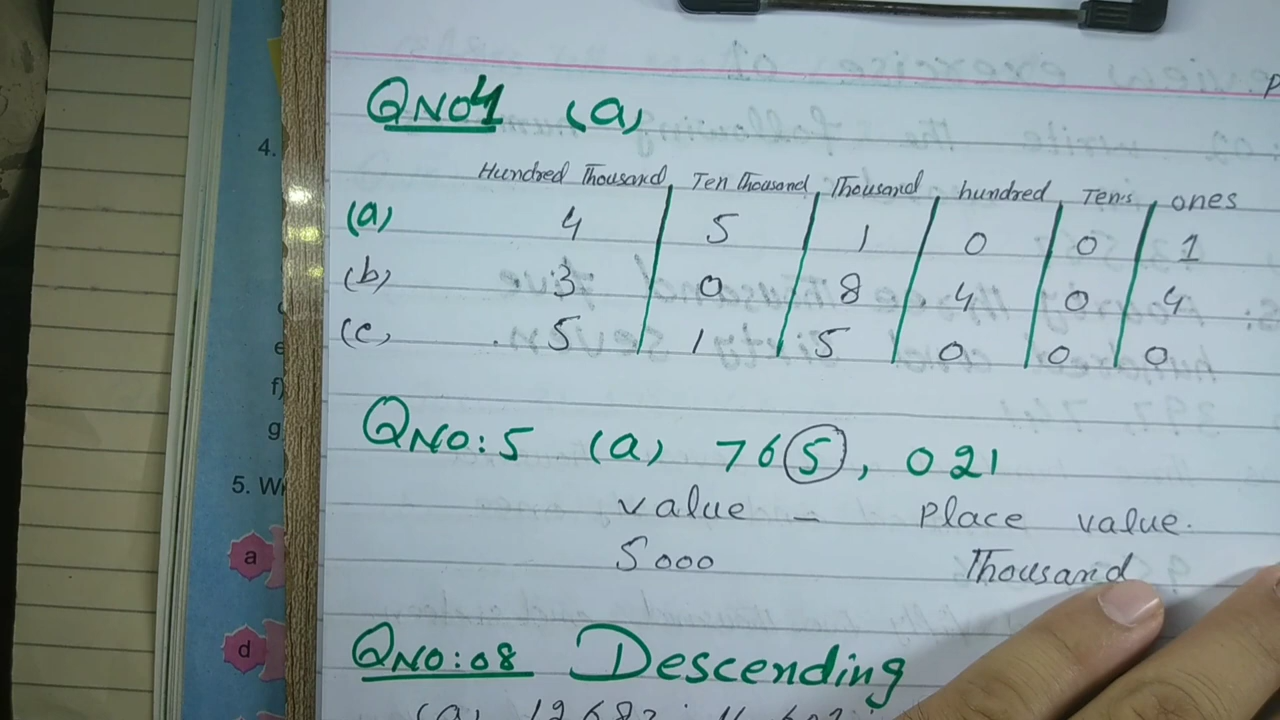 QNO4 (a)
Hundred Thousand Ten Thousand Thousand hundred Tens ones
(a) 4 5 1 0 0 1
(b) 3 0 8 4 0 4
(c) 5 1 5 0 0 0
QNO:5 (a) 765,021
value – Place value.
5000 Thousand
QNO:08 Descending
4.
e
f)
g
5. W
a
d